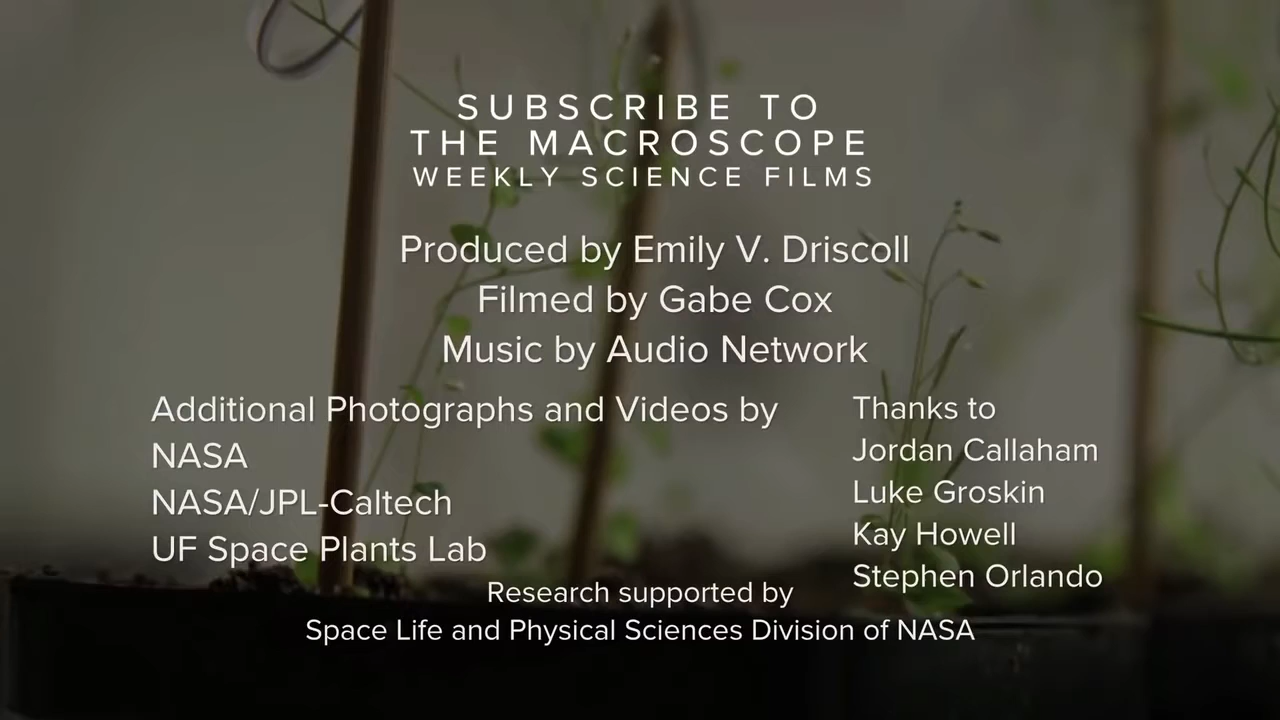 SUBSCRIBE TO
THE MACROSCOPE
WEEKLY SCIENCE FILMS
Produced by Emily V. Driscoll
Filmed by Gabe Cox
Music by Audio Network
Additional Photographs and Videos by
NASA
NASA/JPL-Caltech
UF Space Plants Lab
Thanks to
Jordan Callaham
Luke Groskin
Kay Howell
Stephen Orlando
Research supported by
Space Life and Physical Sciences Division of NASA